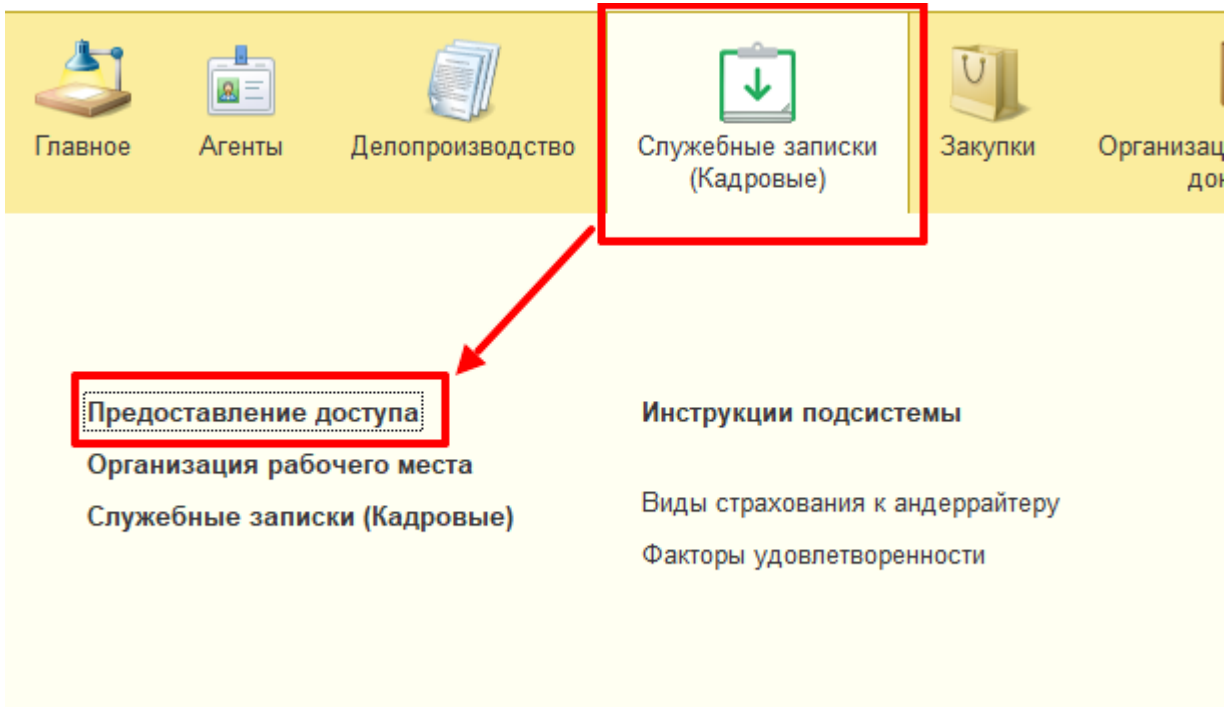 Главное
Агенты
Делопроизводство
Служебные записки
(Кадровые)
Закупки
Предоставление доступа
Организация рабочего места
Служебные записки (Кадровые)
Инструкции подсистемы
Виды страхования к андеррайтеру
Факторы удовлетворенности